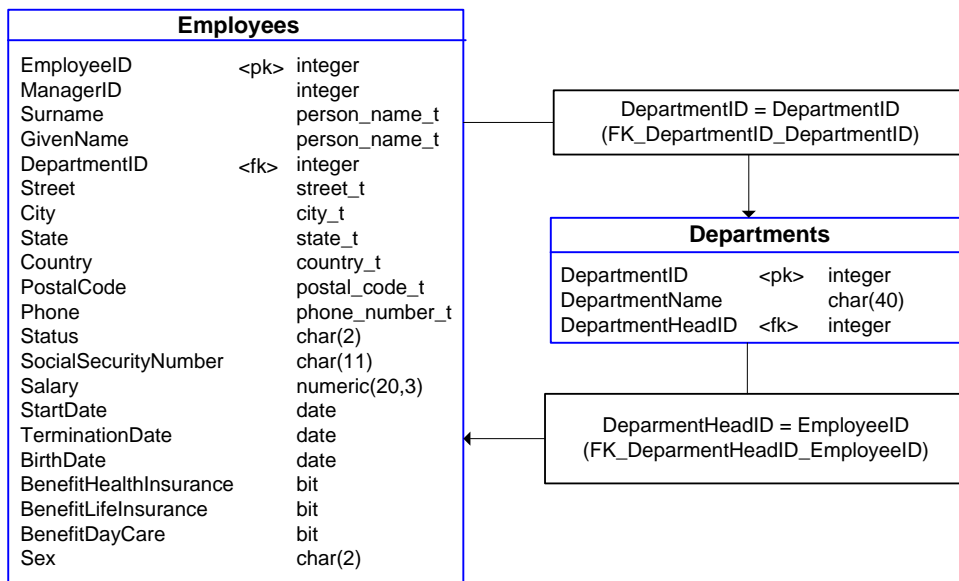 Employees
EmployeeID <pk> integer
ManagerID integer
Surname person_name_t
GivenName person_name_t
DepartmentID <fk> integer
Street street_t
City city_t
State state_t
Country country_t
PostalCode postal_code_t
Phone phone_number_t
Status char(2)
SocialSecurityNumber char(11)
Salary numeric(20,3)
StartDate date
TerminationDate date
BirthDate date
BenefitHealthInsurance bit
BenefitLifeInsurance bit
BenefitDayCare bit
Sex char(2)
DepartmentID = DepartmentID
(FK_DepartmentID_DepartmentID)
Departments
DepartmentID <pk> integer
DepartmentName char(40)
DepartmentHeadID <fk> integer
DeparmentHeadID = EmployeeID
(FK_DeparmentHeadID_EmployeeID)